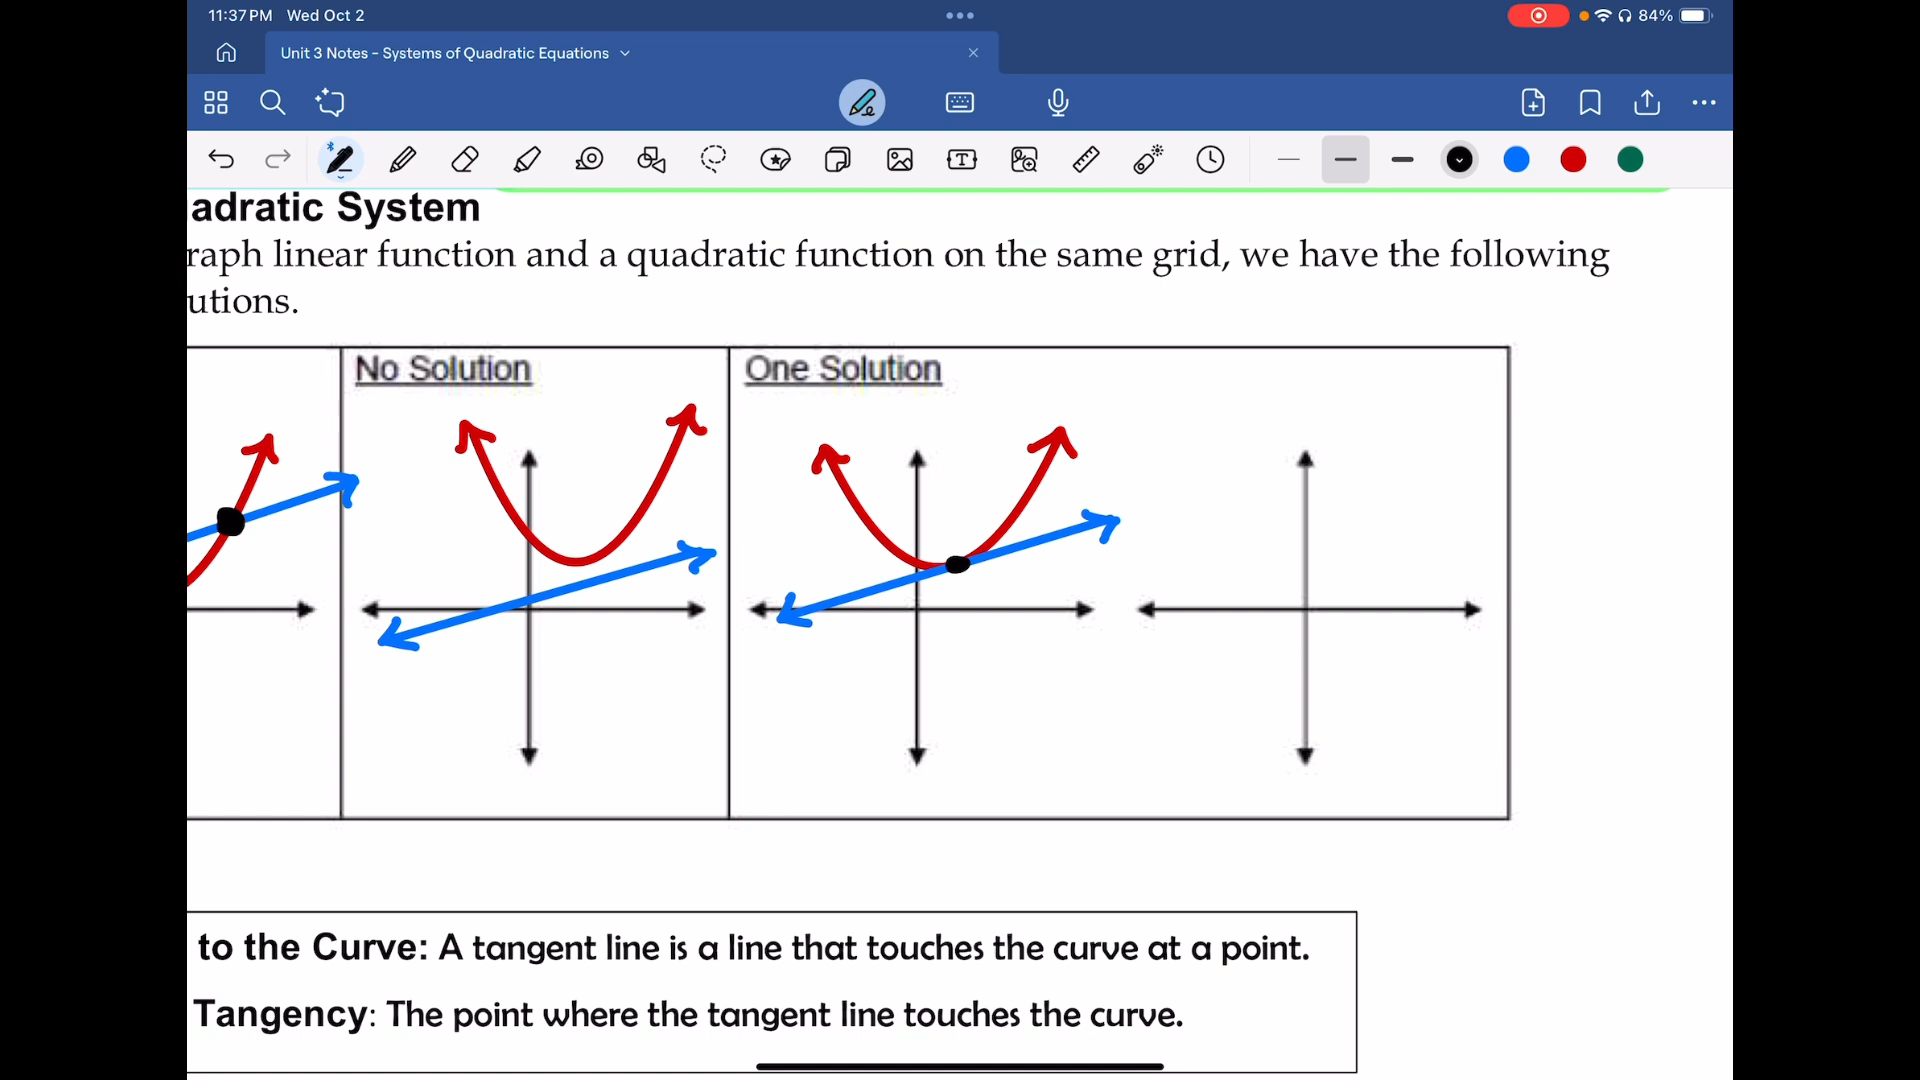 11:37 PM Wed Oct 2
84%
Unit 3 Notes - Systems of Quadratic Equations
adratic System
raph linear function and a quadratic function on the same grid, we have the following
utions.
No Solution
One Solution
to the Curve: A tangent line is a line that touches the curve at a point.
Tangency: The point where the tangent line touches the curve.